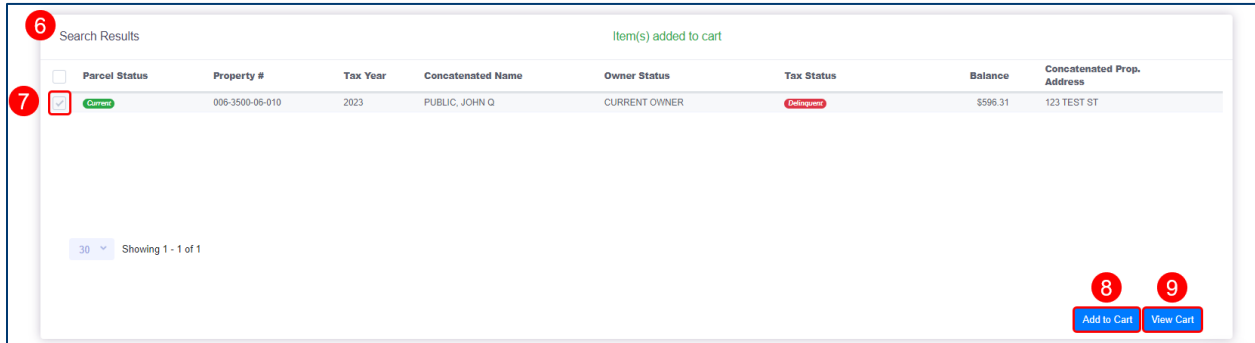 6
Search Results
Item(s) added to cart
Parcel Status Property # Tax Year Concatenated Name Owner Status Tax Status Balance Concatenated Prop. Address
7
Current 006-3500-06-010 2023 PUBLIC, JOHN Q CURRENT OWNER Delinquent $596.31 123 TEST ST
30 Showing 1 - 1 of 1
8 9
Add to Cart View Cart